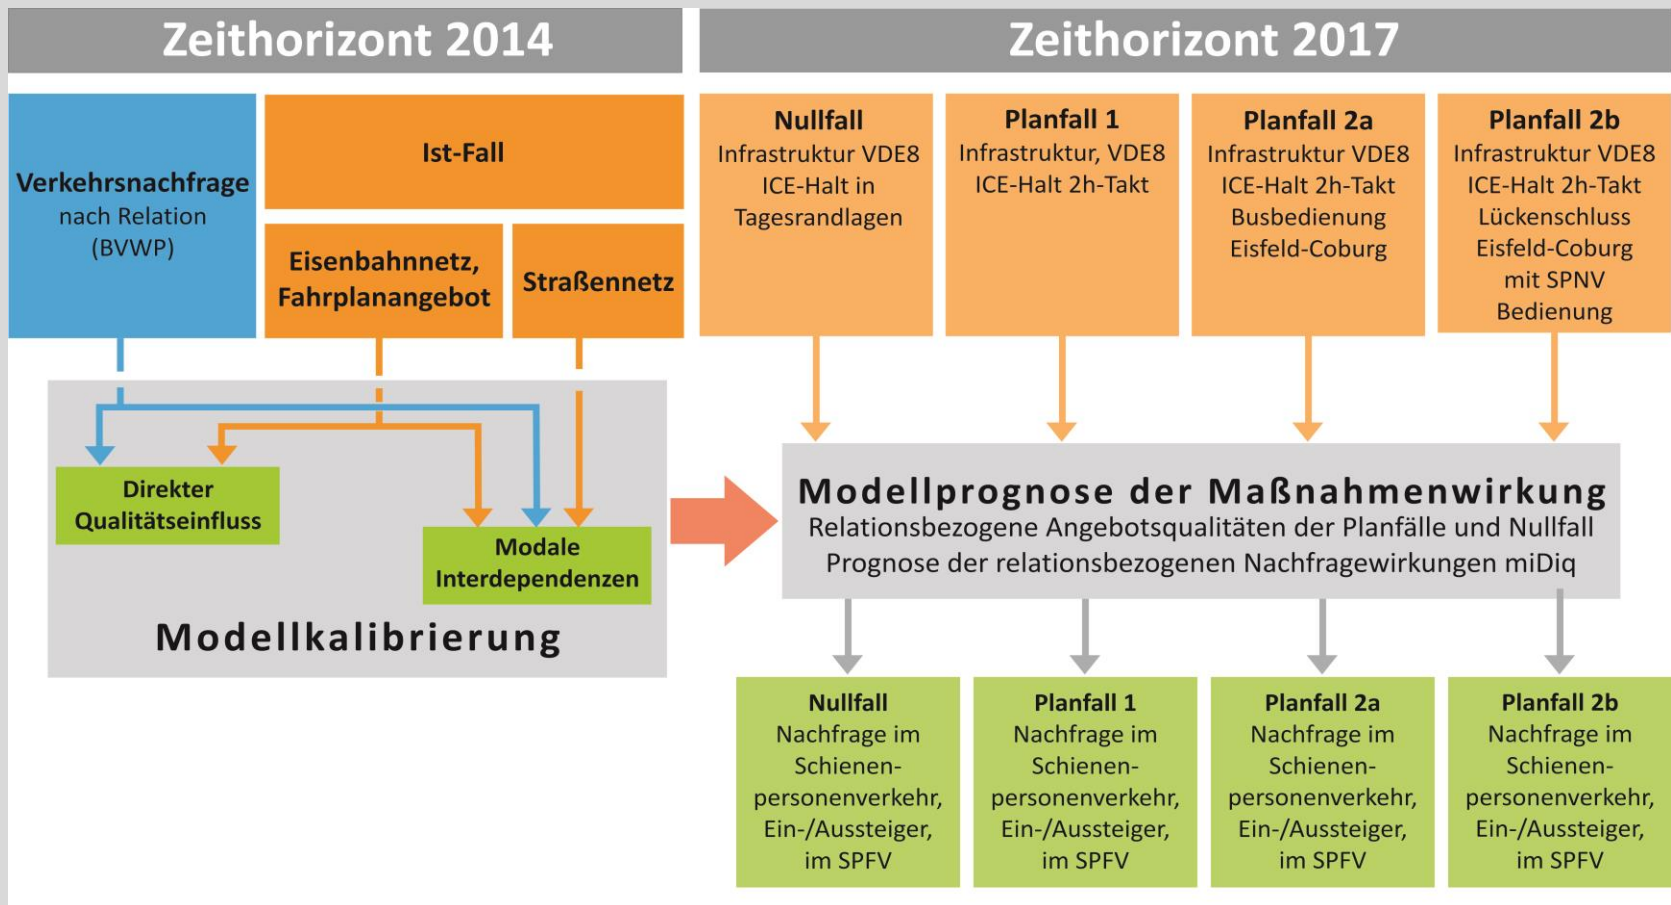 Zeithorizont 2014
Verkehrsnachfrage
nach Relation
(BVWP)
Ist-Fall
Eisenbahnnetz,
Fahrplanangebot
Straßennetz
Direkter
Qualitätseinfluss
Modale
Interdependenzen
Modellkalibrierung
Zeithorizont 2017
Nullfall
Infrastruktur VDE8
ICE-Halt in
Tagesrandlagen
Planfall 1
Infrastruktur, VDE8
ICE-Halt 2h-Takt
Planfall 2a
Infrastruktur VDE8
ICE-Halt 2h-Takt
Busbedienung
Eisfeld-Coburg
Planfall 2b
Infrastruktur VDE8
ICE-Halt 2h-Takt
Lückenschluss
Eisfeld-Coburg
mit SPNV
Bedienung
Modellprognose der Maßnahmenwirkung
Relationsbezogene Angebotsqualitäten der Planfälle und Nullfall
Prognose der relationsbezogenen Nachfragewirkungen miDiq
Nullfall
Nachfrage im
Schienen-
personenverkehr,
Ein-/Aussteiger,
im SPFV
Planfall 1
Nachfrage im
Schienen-
personenverkehr,
Ein-/Aussteiger,
im SPFV
Planfall 2a
Nachfrage im
Schienen-
personenverkehr,
Ein-/Aussteiger,
im SPFV
Planfall 2b
Nachfrage im
Schienen-
personenverkehr,
Ein-/Aussteiger,
im SPFV